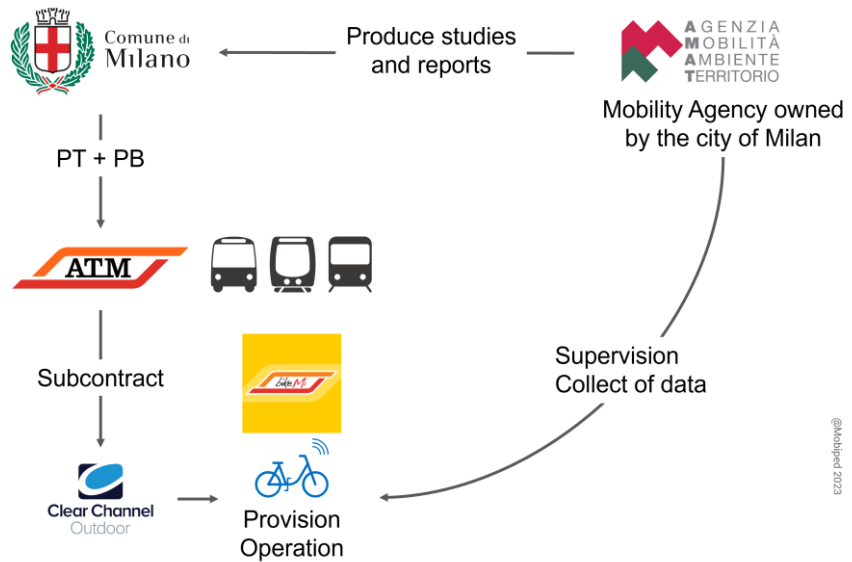 Comune di
Milano
Produce studies
and reports
AGENZIA
MOBILITÀ
AMBIENTE
TERRITORIO
Mobility Agency owned
by the city of Milan
PT + PB
ATM
Subcontract
bikeMi
Supervision
Collect of data
Clear Channel
Outdoor
Provision
Operation
@Mobiped 2023